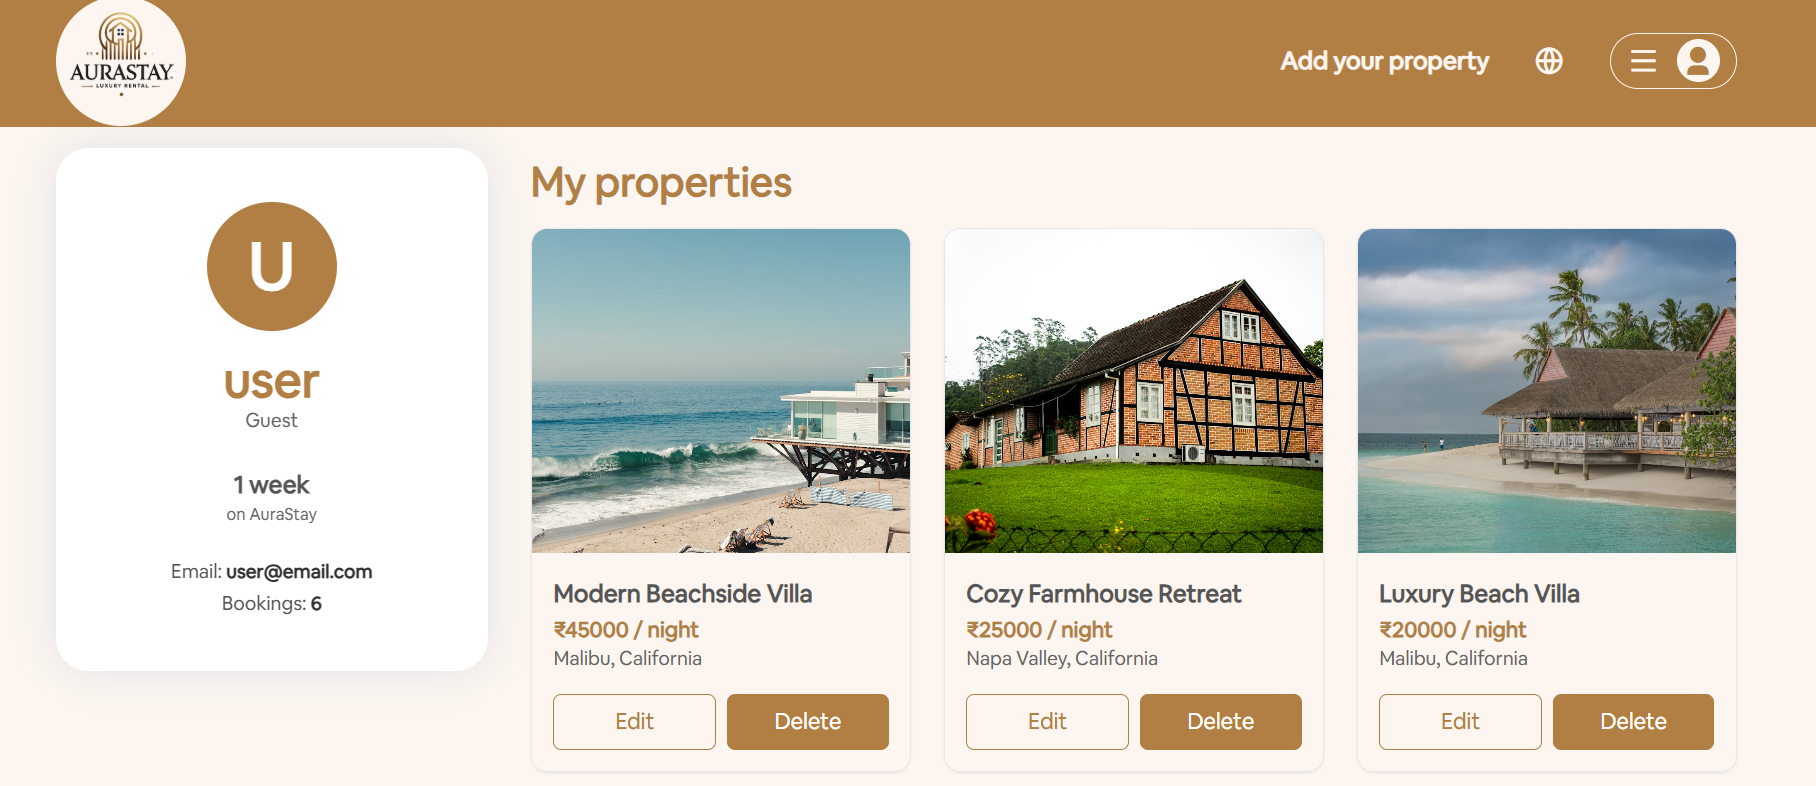 AURASTAY
LUXURY RENTAL
Add your property
U
user
Guest
1 week
on AuraStay
Email: user@email.com
Bookings: 6
My properties
Modern Beachside Villa
₹45000 / night
Malibu, California
Edit
Delete
Cozy Farmhouse Retreat
₹25000 / night
Napa Valley, California
Edit
Delete
Luxury Beach Villa
₹20000 / night
Malibu, California
Edit
Delete